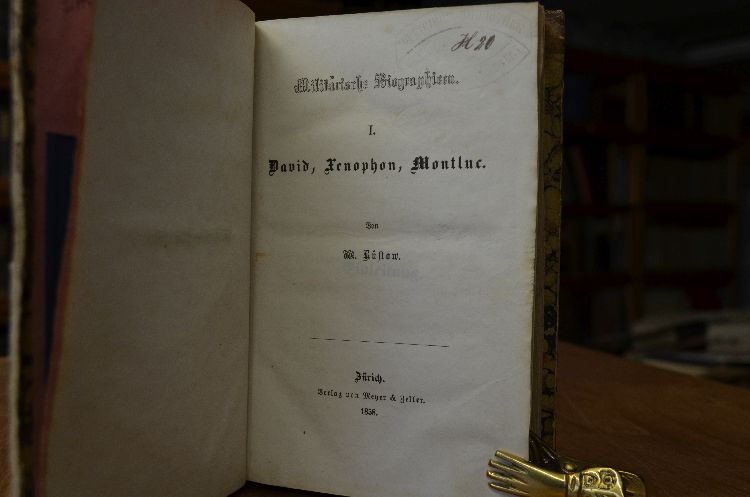 H 20
Militärische Biographieen.
I.
David, Xenophon, Montluc.
Von
W. Rüstow.
Zürich.
Verlag von Meyer & Zeller.
1858.